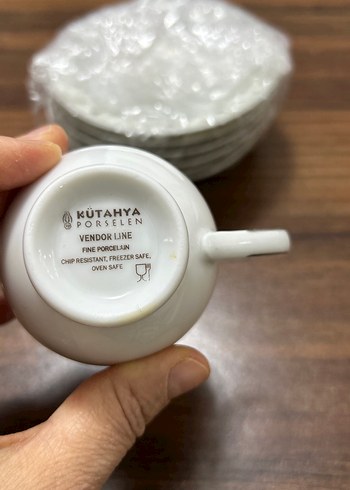 KÜTAHYA
PORSELEN
VENDOR LINE
FINE PORCELAIN
CHIP RESISTANT, FREEZER SAFE,
OVEN SAFE